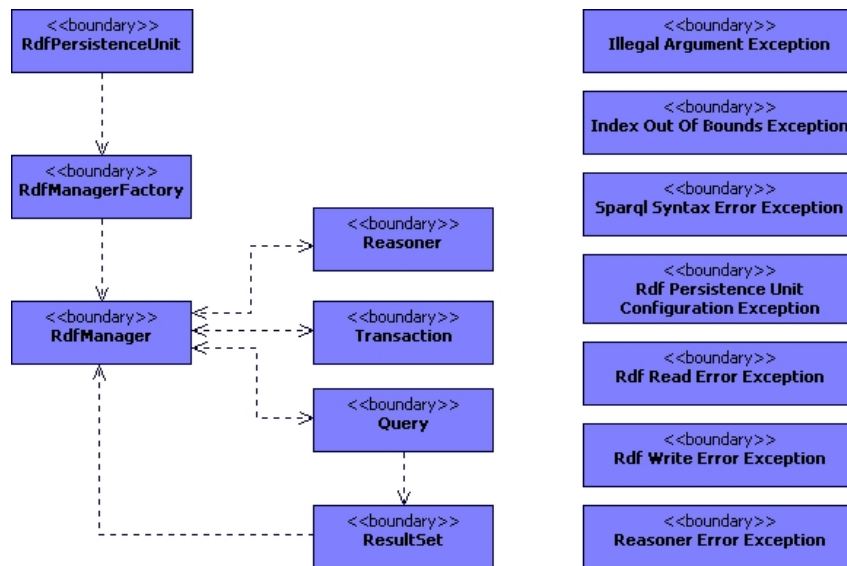 <<boundary>>
RdfPersistenceUnit
<<boundary>>
RdfManagerFactory
<<boundary>>
RdfManager
<<boundary>>
Reasoner
<<boundary>>
Transaction
<<boundary>>
Query
<<boundary>>
ResultSet
<<boundary>>
Illegal Argument Exception
<<boundary>>
Index Out Of Bounds Exception
<<boundary>>
Sparql Syntax Error Exception
<<boundary>>
Rdf Persistence Unit
Configuration Exception
<<boundary>>
Rdf Read Error Exception
<<boundary>>
Rdf Write Error Exception
<<boundary>>
Reasoner Error Exception